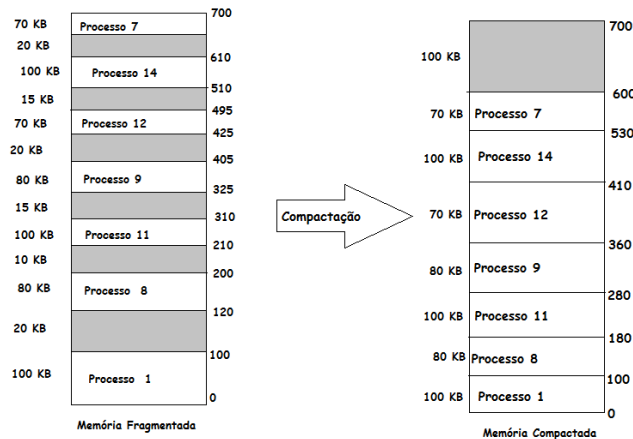 70 KB Processo 7 700
20 KB
610
100 KB Processo 14
510
15 KB
495
70 KB Processo 12
425
20 KB
405
80 KB Processo 9
325
15 KB
310
100 KB Processo 11
210
10 KB
200
80 KB Processo 8
120
20 KB
100
100 KB Processo 1
0
Memória Fragmentada
Compactação
700
100 KB
600
70 KB Processo 7
530
100 KB Processo 14
410
70 KB Processo 12
360
80 KB Processo 9
280
100 KB Processo 11
180
80 KB Processo 8
100
100 KB Processo 1
0
Memória Compactada